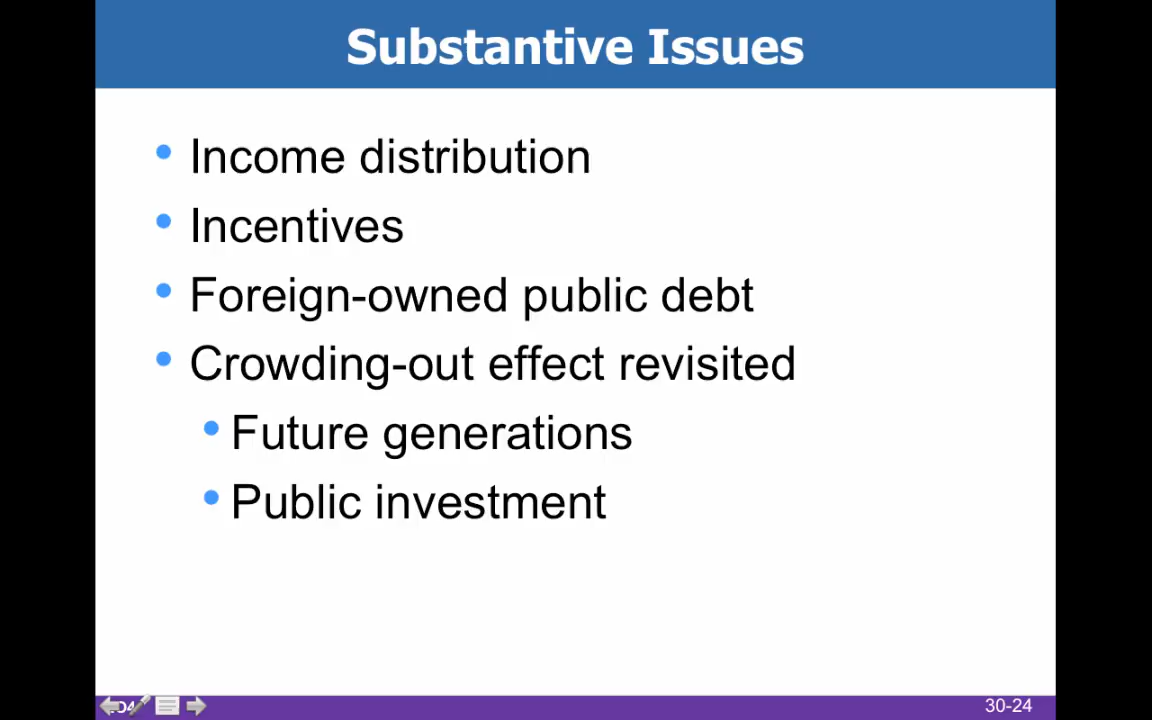 Substantive Issues
• Income distribution
• Incentives
• Foreign-owned public debt
• Crowding-out effect revisited
• Future generations
• Public investment
30-24